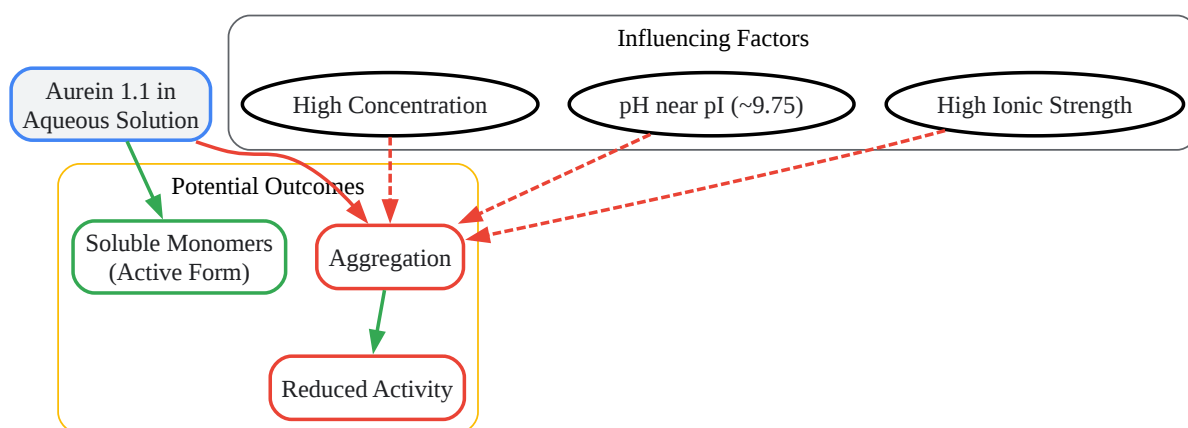 Influencing Factors
Aurein 1.1 in
Aqueous Solution
High Concentration
pH near pI (~9.75)
High Ionic Strength
Potential Outcomes
Soluble Monomers
(Active Form)
Aggregation
Reduced Activity